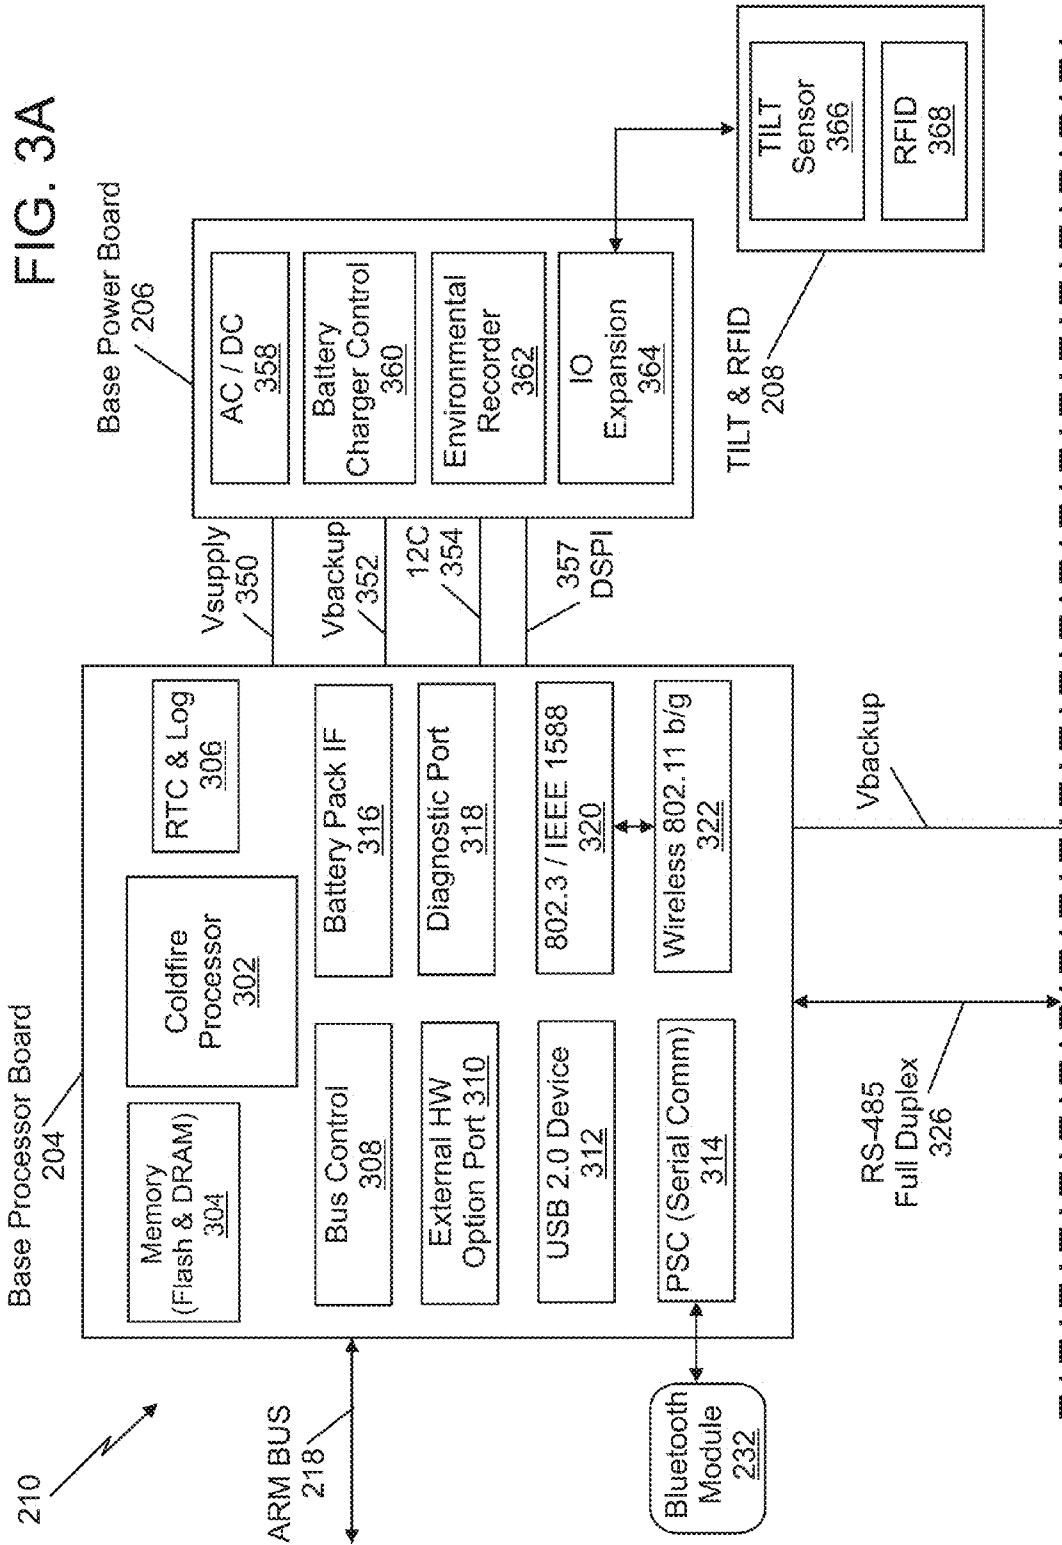 FIG. 3A
210
Base Processor Board
204
Memory
(Flash & DRAM)
304
Coldfire
Processor
302
RTC & Log
306
Bus Control
308
Battery Pack IF
316
External HW
Option Port 310
Diagnostic Port
318
USB 2.0 Device
312
802.3 / IEEE 1588
320
PSC (Serial Comm)
314
Wireless 802.11 b/g
322
ARM BUS
218
Bluetooth
Module
232
RS-485
Full Duplex
326
Vbackup
Vsupply
350
Vbackup
352
12C
354
357
DSPI
Base Power Board
206
AC / DC
358
Battery
Charger Control
360
Environmental
Recorder
362
IO
Expansion
364
TILT & RFID
208
TILT
Sensor
366
RFID
368